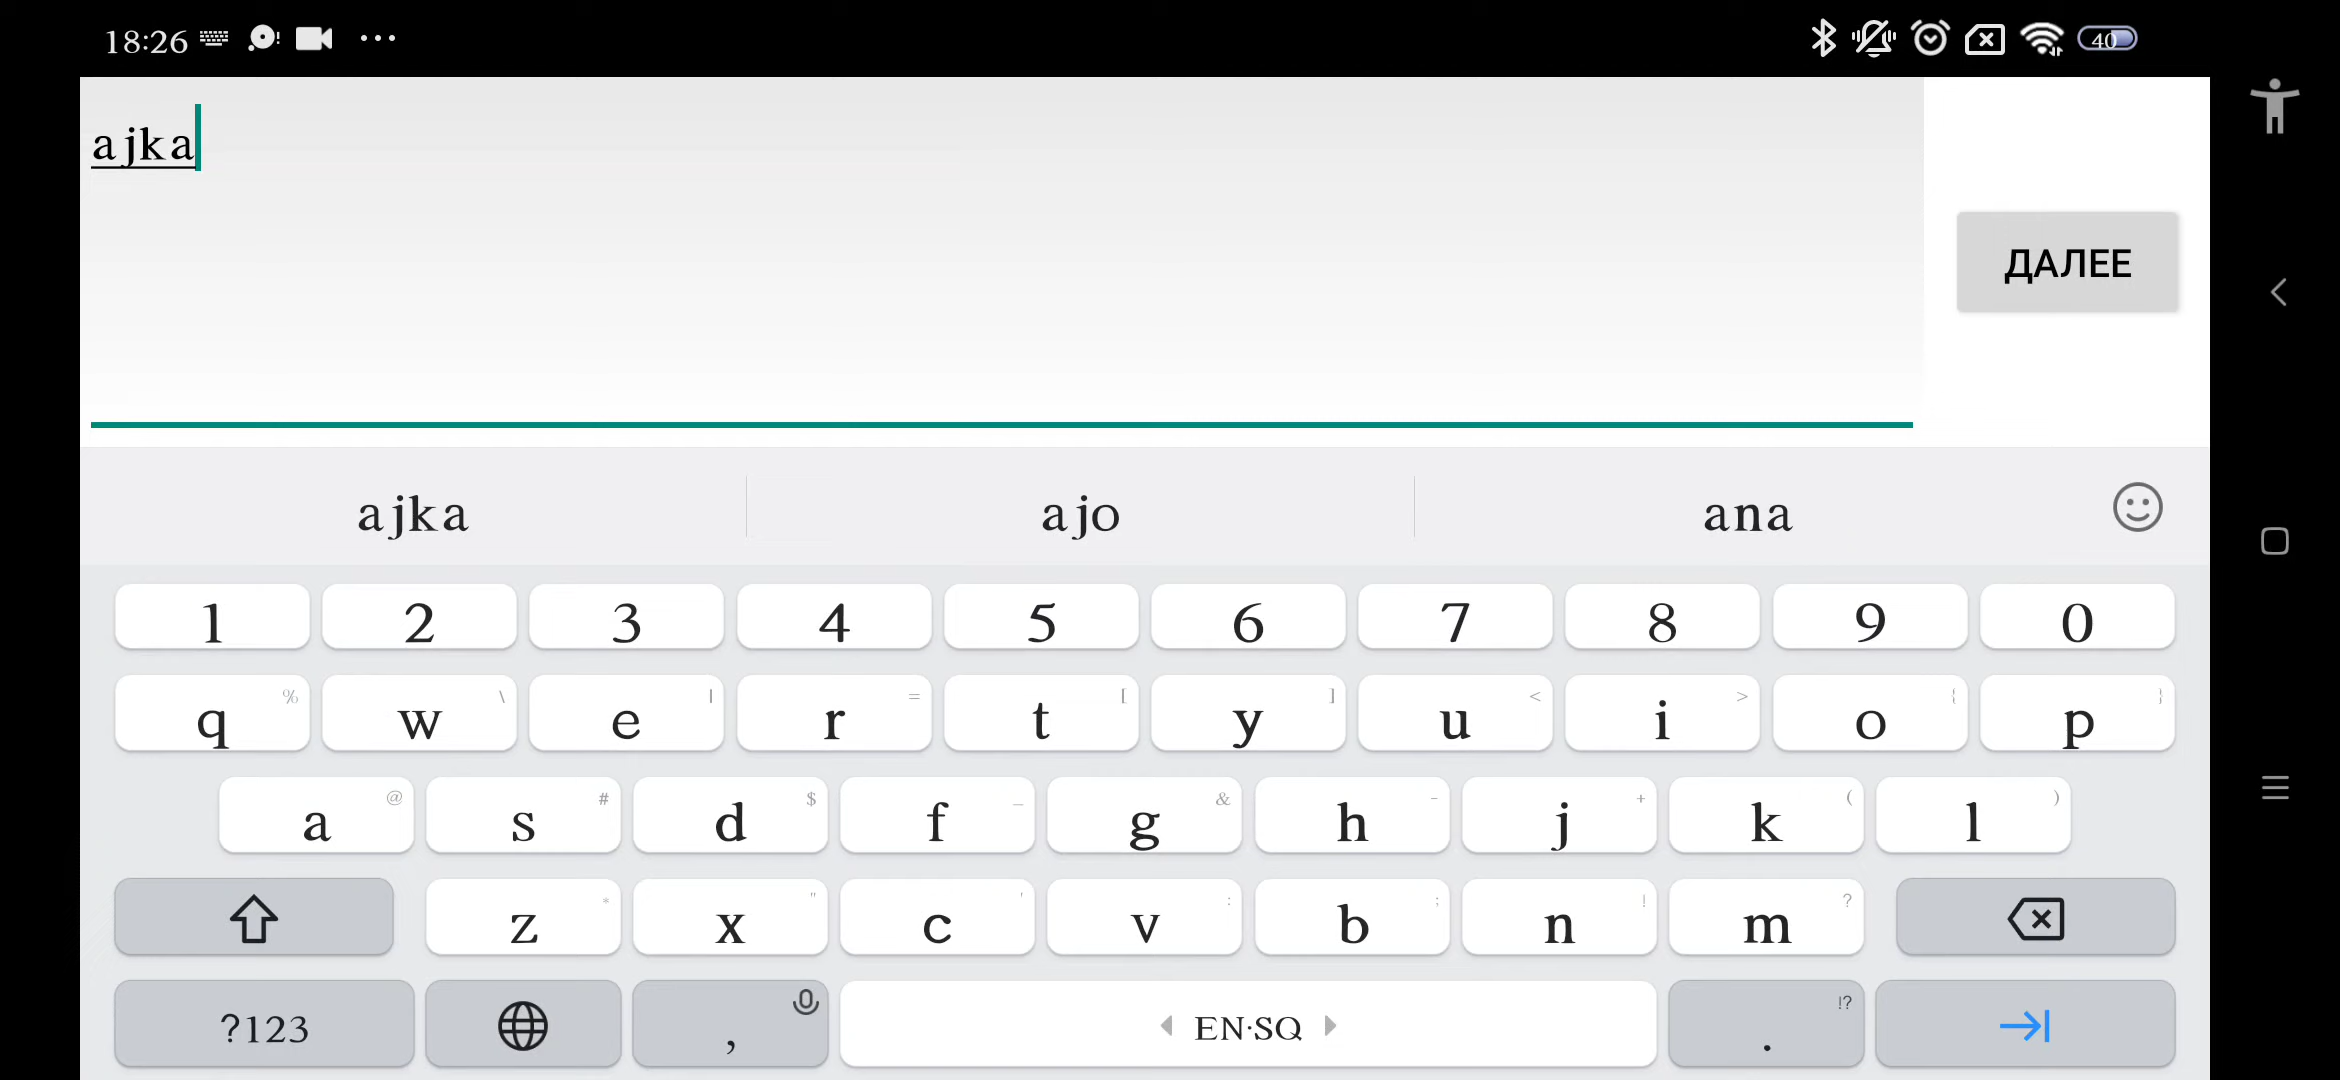 18:26
40
ajka
ДАЛЕЕ
ajka ajo ana
1 2 3 4 5 6 7 8 9 0
q % w \ e | r = t [ y ] u < i > o { p }
a @ s # d $ f _ g & h - j + k ( l )
z * x " c ' v : b ; n ! m ?
?123 , EN·SQ . !?